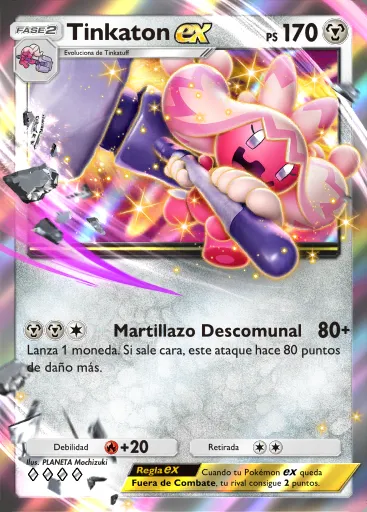 FASE 2
Tinkaton ex
PS 170
Evoluciona de Tinkatuff
Martillazo Descomunal 80+
Lanza 1 moneda. Si sale cara, este ataque hace 80 puntos
de daño más.
Debilidad +20 Retirada
Ilus. PLANETA Mochizuki
Regla ex Cuando tu Pokémon ex queda
Fuera de Combate, tu rival consigue 2 puntos.